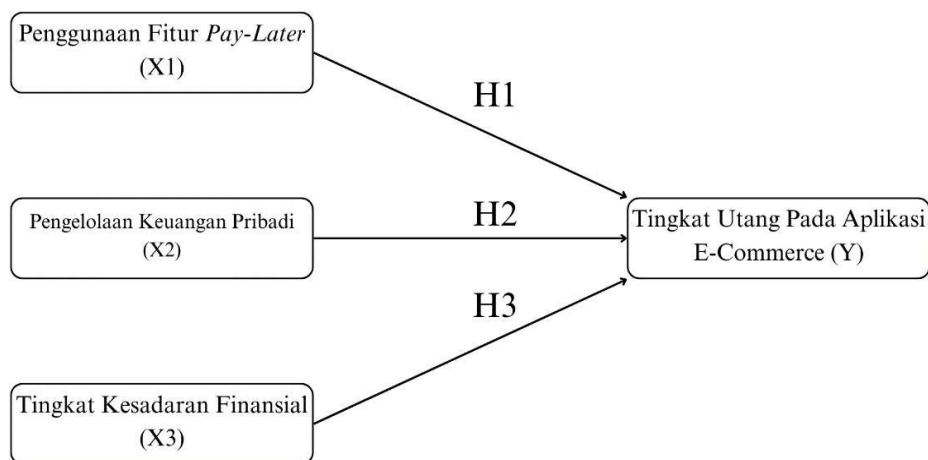 Penggunaan Fitur Pay-Later
(X1)
H1
Pengelolaan Keuangan Pribadi
(X2)
H2
Tingkat Utang Pada Aplikasi
E-Commerce (Y)
H3
Tingkat Kesadaran Finansial
(X3)